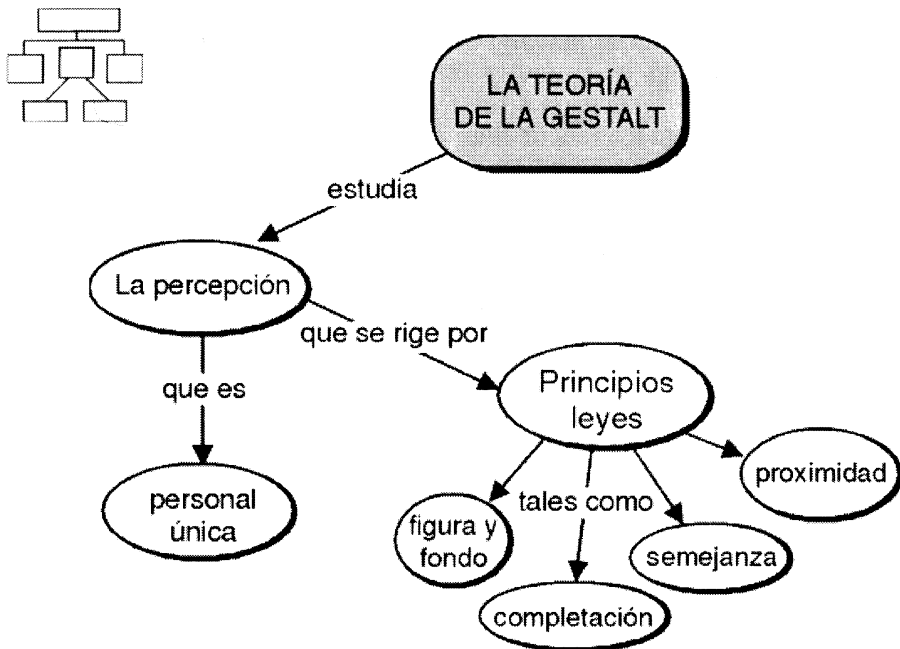 LA TEORÍA
DE LA GESTALT
estudia
La percepción
que se rige por
que es
Principios
leyes
personal
única
figura y
fondo
tales como
completación
semejanza
proximidad